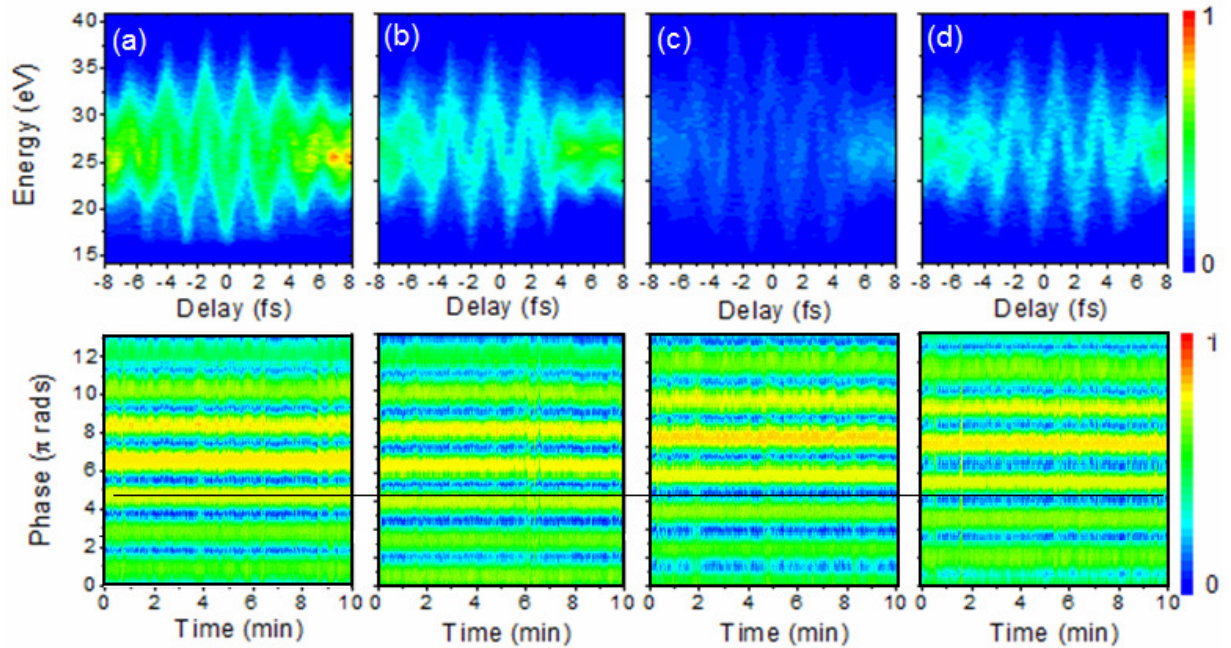 (a) (b) (c) (d)
Energy (eV)
40
35
30
25
20
15
-8 -6 -4 -2 0 2 4 6 8
-6 -4 -2 0 2 4 6 8
-6 -4 -2 0 2 4 6 8
-6 -4 -2 0 2 4 6 8
Delay (fs) Delay (fs) Delay (fs) Delay (fs)
1
0
Phase (π rads)
12
10
8
6
4
2
0
0 2 4 6 8 10
0 2 4 6 8 10
0 2 4 6 8 10
0 2 4 6 8 10
Time (min) Time (min) Time (min) Time (min)
1
0